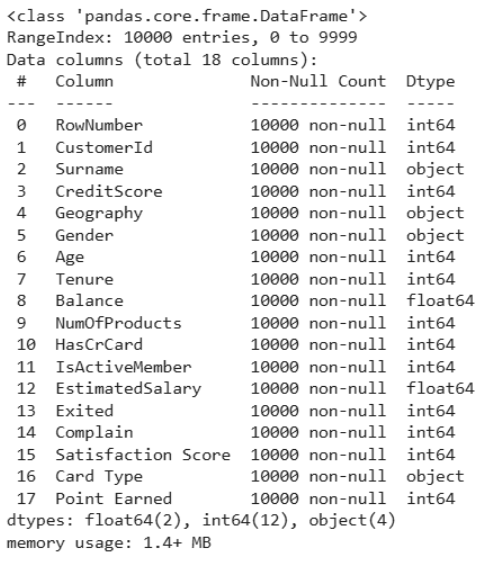 <class 'pandas.core.frame.DataFrame'>
RangeIndex: 10000 entries, 0 to 9999
Data columns (total 18 columns):
 #   Column              Non-Null Count  Dtype
---  ------              --------------  -----
 0   RowNumber           10000 non-null  int64
 1   CustomerId          10000 non-null  int64
 2   Surname             10000 non-null  object
 3   CreditScore         10000 non-null  int64
 4   Geography           10000 non-null  object
 5   Gender              10000 non-null  object
 6   Age                 10000 non-null  int64
 7   Tenure              10000 non-null  int64
 8   Balance             10000 non-null  float64
 9   NumOfProducts       10000 non-null  int64
 10  HasCrCard           10000 non-null  int64
 11  IsActiveMember      10000 non-null  int64
 12  EstimatedSalary     10000 non-null  float64
 13  Exited              10000 non-null  int64
 14  Complain            10000 non-null  int64
 15  Satisfaction Score  10000 non-null  int64
 16  Card Type           10000 non-null  object
 17  Point Earned        10000 non-null  int64
dtypes: float64(2), int64(12), object(4)
memory usage: 1.4+ MB